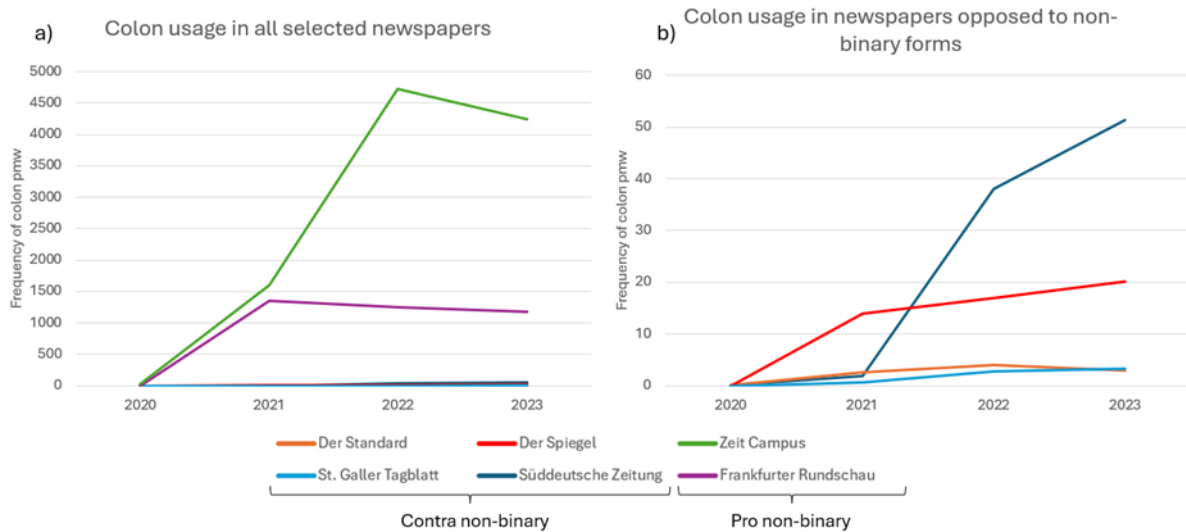 a)
Colon usage in all selected newspapers
Frequency of colon pmw
5000
4500
4000
3500
3000
2500
2000
1500
1000
500
0
2020 2021 2022 2023
b)
Colon usage in newspapers opposed to non-
binary forms
Frequency of colon pmw
60
50
40
30
20
10
0
2020 2021 2022 2023
Der Standard Der Spiegel Zeit Campus
St. Galler Tagblatt Süddeutsche Zeitung Frankfurter Rundschau
Contra non-binary Pro non-binary